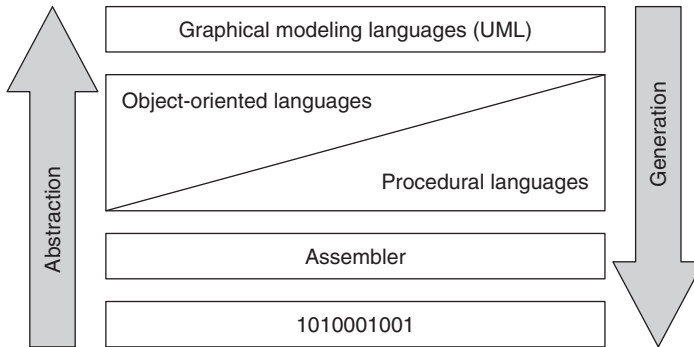 Graphical modeling languages (UML)
Object-oriented languages
Procedural languages
Assembler
1010001001
Abstraction
Generation